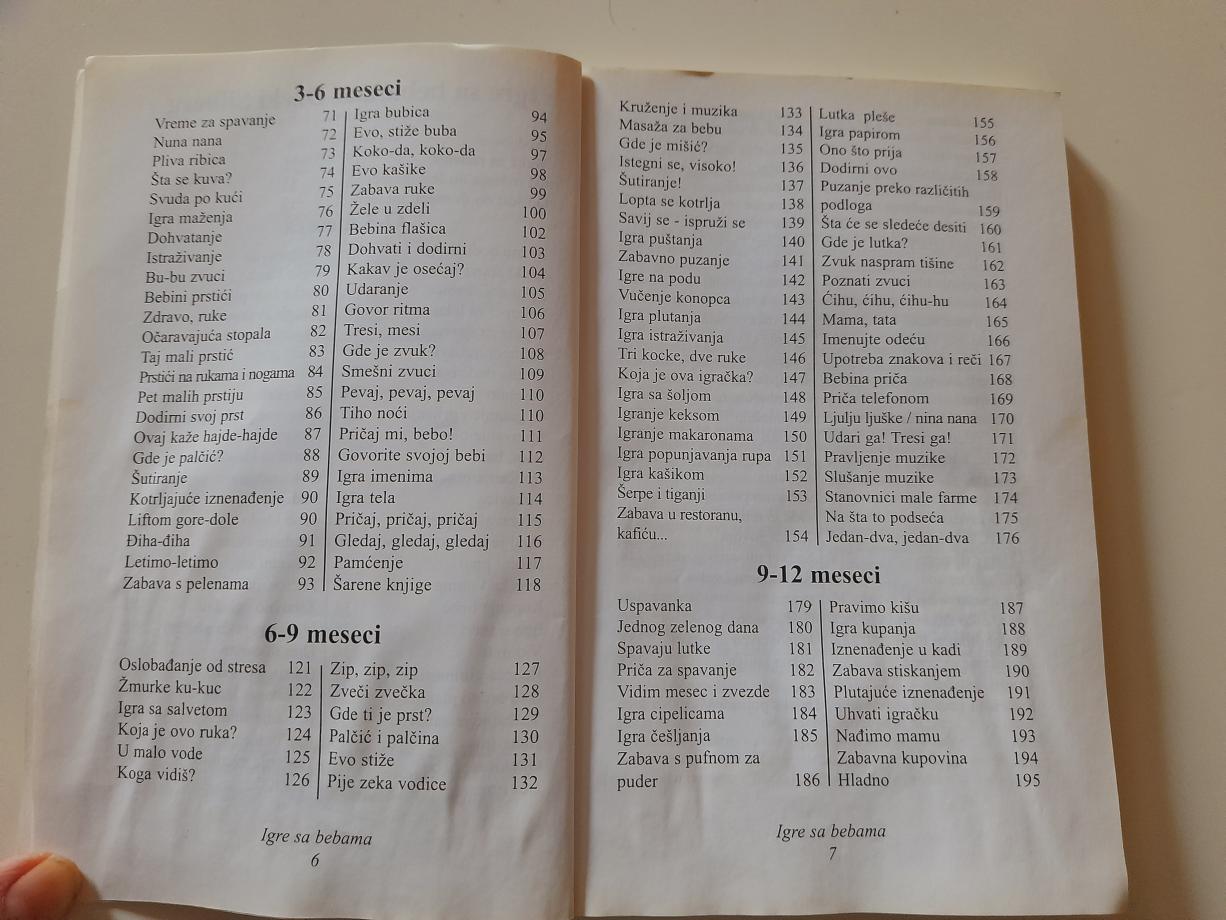 3-6 meseci
Vreme za spavanje 71
Nuna nana 72
Pliva ribica 73
Šta se kuva? 74
Svuda po kući 75
Igra maženja 76
Dohvatanje 77
Istraživanje 78
Bu-bu zvuci 79
Bebini prstići 80
Zdravo, ruke 81
Očaravajuća stopala 82
Taj mali prstić 83
Prstići na rukama i nogama 84
Pet malih prstiju 85
Dodirni svoj prst 86
Ovaj kaže hajde-hajde 87
Gde je palčić? 88
Šutiranje 89
Kotrljajuće iznenađenje 90
Liftom gore-dole 90
Điha-điha 91
Letimo-letimo 92
Zabava s pelenama 93
Igra bubica 94
Evo, stiže buba 95
Koko-da, koko-da 97
Evo kašike 98
Zabava ruke 99
Žele u zdeli 100
Bebina flašica 102
Dohvati i dodirni 103
Kakav je osećaj? 104
Udaranje 105
Govor ritma 106
Tresi, mesi 107
Gde je zvuk? 108
Smešni zvuci 109
Pevaj, pevaj, pevaj 110
Tiho noći 110
Pričaj mi, bebo! 111
Govorite svojoj bebi 112
Igra imenima 113
Igra tela 114
Pričaj, pričaj, pričaj 115
Gledaj, gledaj, gledaj 116
Pamćenje 117
Šarene knjige 118
6-9 meseci
Oslobađanje od stresa 121
Žmurke ku-kuc 122
Igra sa salvetom 123
Koja je ovo ruka? 124
U malo vode 125
Koga vidiš? 126
Zip, zip, zip 127
Zveči zvečka 128
Gde ti je prst? 129
Palčić i palčina 130
Evo stiže 131
Pije zeka vodice 132
Igre sa bebama
6
Kruženje i muzika 133
Masaža za bebu 134
Gde je mišić? 135
Istegni se, visoko! 136
Šutiranje! 137
Lopta se kotrlja 138
Savij se - ispruži se 139
Igra puštanja 140
Zabavno puzanje 141
Igre na podu 142
Vučenje konopca 143
Igra plutanja 144
Igra istraživanja 145
Tri kocke, dve ruke 146
Koja je ova igračka? 147
Igra sa šoljom 148
Igranje keksom 149
Igranje makaronama 150
Igra popunjavanja rupa 151
Igra kašikom 152
Šerpe i tiganji 153
Zabava u restoranu,
kafiću... 154
Lutka pleše 155
Igra papirom 156
Ono što prija 157
Dodirni ovo 158
Puzanje preko različitih
podloga 159
Šta će se sledeće desiti 160
Gde je lutka? 161
Zvuk naspram tišine 162
Poznati zvuci 163
Ćihu, ćihu, ćihu-hu 164
Mama, tata 165
Imenujte odeću 166
Upotreba znakova i reči 167
Bebina priča 168
Priča telefonom 169
Ljulju ljuške / nina nana 170
Udari ga! Tresi ga! 171
Pravljenje muzike 172
Slušanje muzike 173
Stanovnici male farme 174
Na šta to podseća 175
Jedan-dva, jedan-dva 176
9-12 meseci
Uspavanka 179
Jednog zelenog dana 180
Spavaju lutke 181
Priča za spavanje 182
Vidim mesec i zvezde 183
Igra cipelicama 184
Igra češljanja 185
Zabava s pufnom za
puder 186
Pravimo kišu 187
Igra kupanja 188
Iznenađenje u kadi 189
Zabava stiskanjem 190
Plutajuće iznenađenje 191
Uhvati igračku 192
Nađimo mamu 193
Zabavna kupovina 194
Hladno 195
Igre sa bebama
7